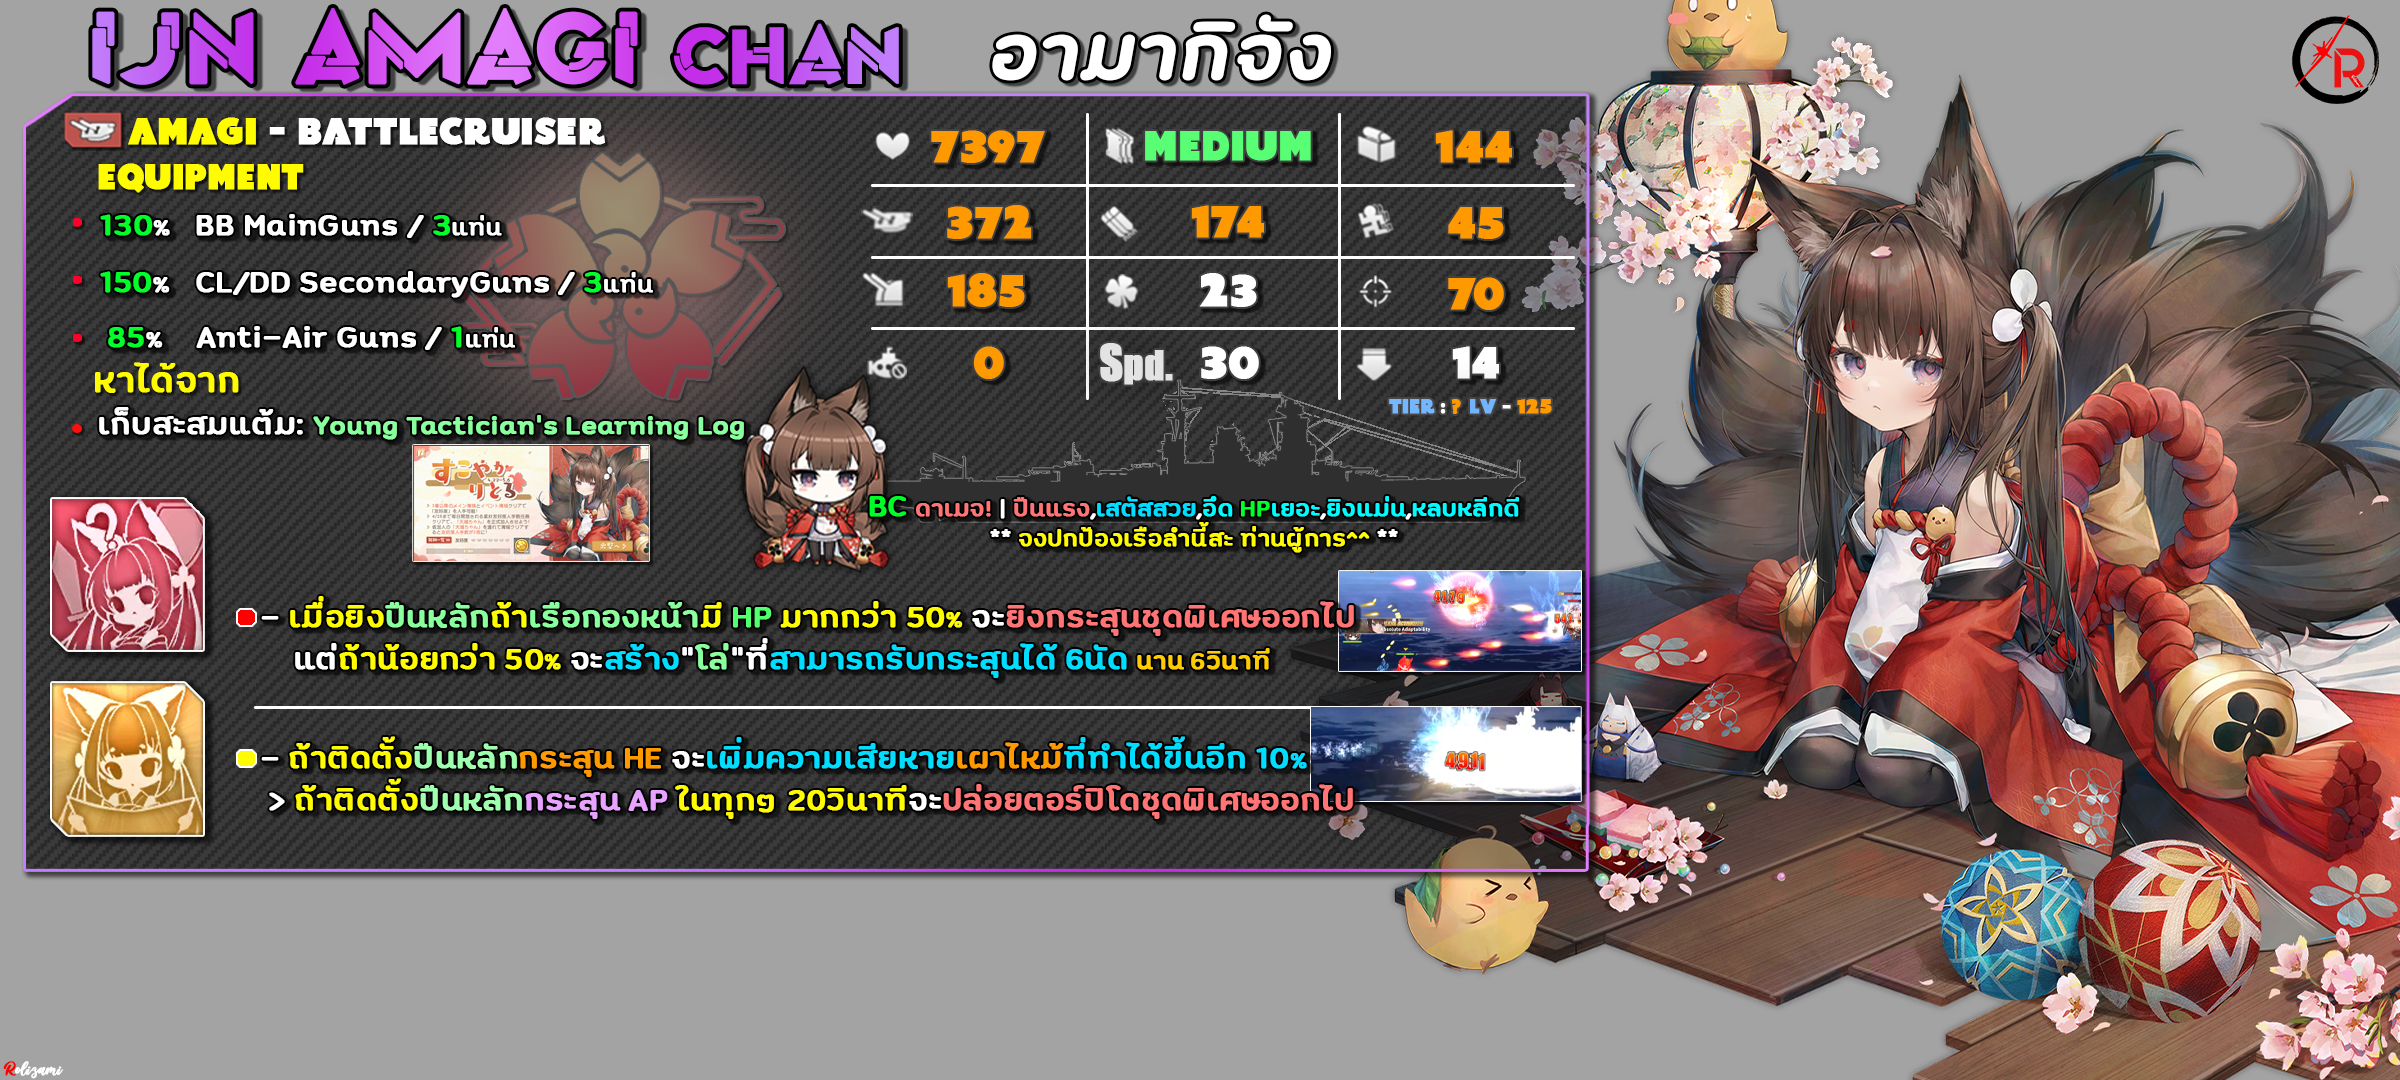 IJN AMAGI CHAN อามากิจัง
R
AMAGI - BATTLECRUISER
EQUIPMENT
130% BB MainGuns / 3แท่น
150% CL/DD SecondaryGuns / 3แท่น
85% Anti-Air Guns / 1แท่น
หาได้จาก
เก็บสะสมแต้ม: Young Tactician's Learning Log
すこやか
りとる
7397 MEDIUM 144
372 174 45
185 23 70
0 Spd. 30 14
TIER : ? LV - 125
BC ดาเมจ! | ปืนแรง,เสตัสสวย,อึด HPเยอะ,ยิงแม่น,หลบหลีกดี
** จงปกป้องเรือลำนี้สะ ท่านผู้การ^^ **
4179
- เมื่อยิงปืนหลักถ้าเรือกองหน้ามี HP มากกว่า 50% จะยิงกระสุนชุดพิเศษออกไป
แต่ถ้าน้อยกว่า 50% จะสร้าง"โล่"ที่สามารถรับกระสุนได้ 6นัด นาน 6วินาที
- ถ้าติดตั้งปืนหลักกระสุน HE จะเพิ่มความเสียหายเผาไหม้ที่ทำได้ขึ้นอีก 10%
> ถ้าติดตั้งปืนหลักกระสุน AP ในทุกๆ 20วินาทีจะปล่อยตอร์ปิโดชุดพิเศษออกไป
Rolizami